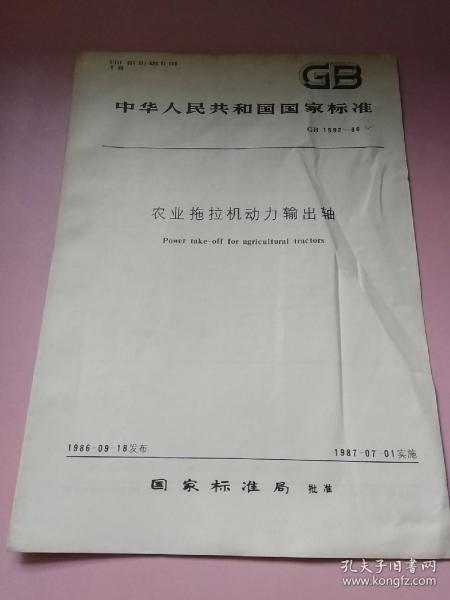 GB
中华人民共和国国家标准
GB 1592—86
农业拖拉机动力输出轴
Power take-off for agricultural tractors
1986-09-18发布
1987-07-01实施
国家标准局 批准
孔夫子旧书网
www.kongfz.com